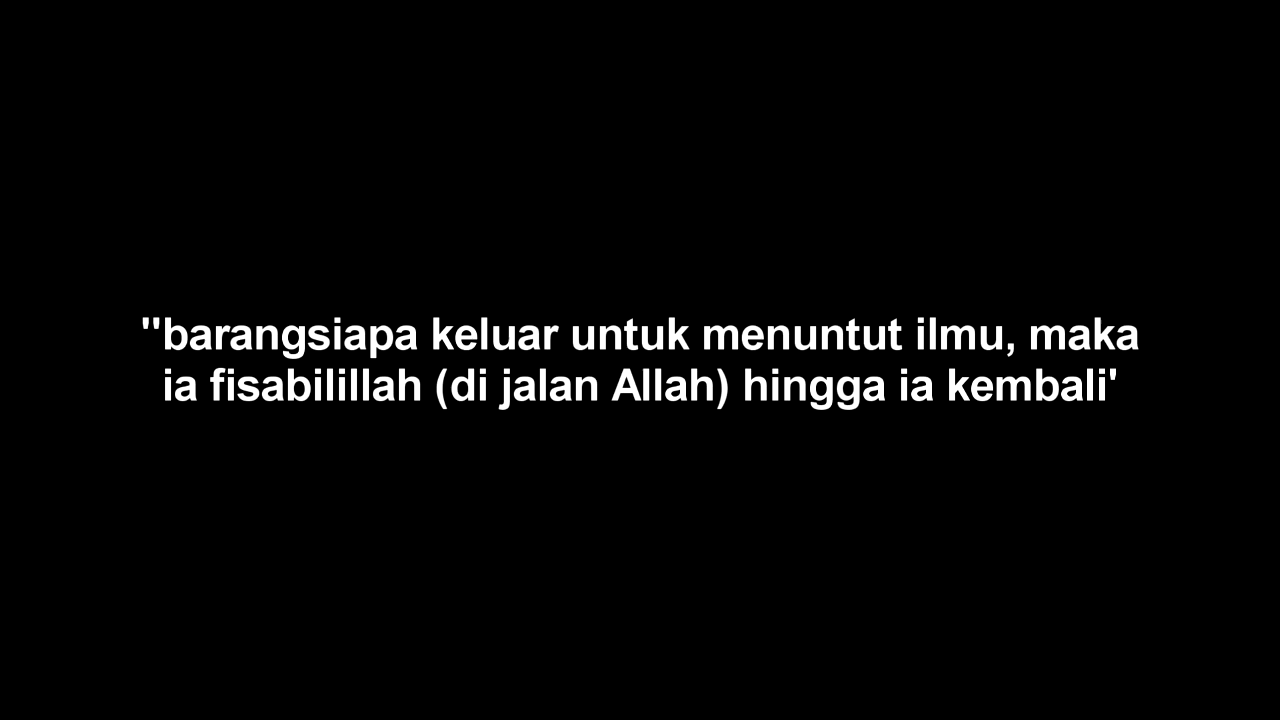 "barangsiapa keluar untuk menuntut ilmu, maka
ia fisabilillah (di jalan Allah) hingga ia kembali'